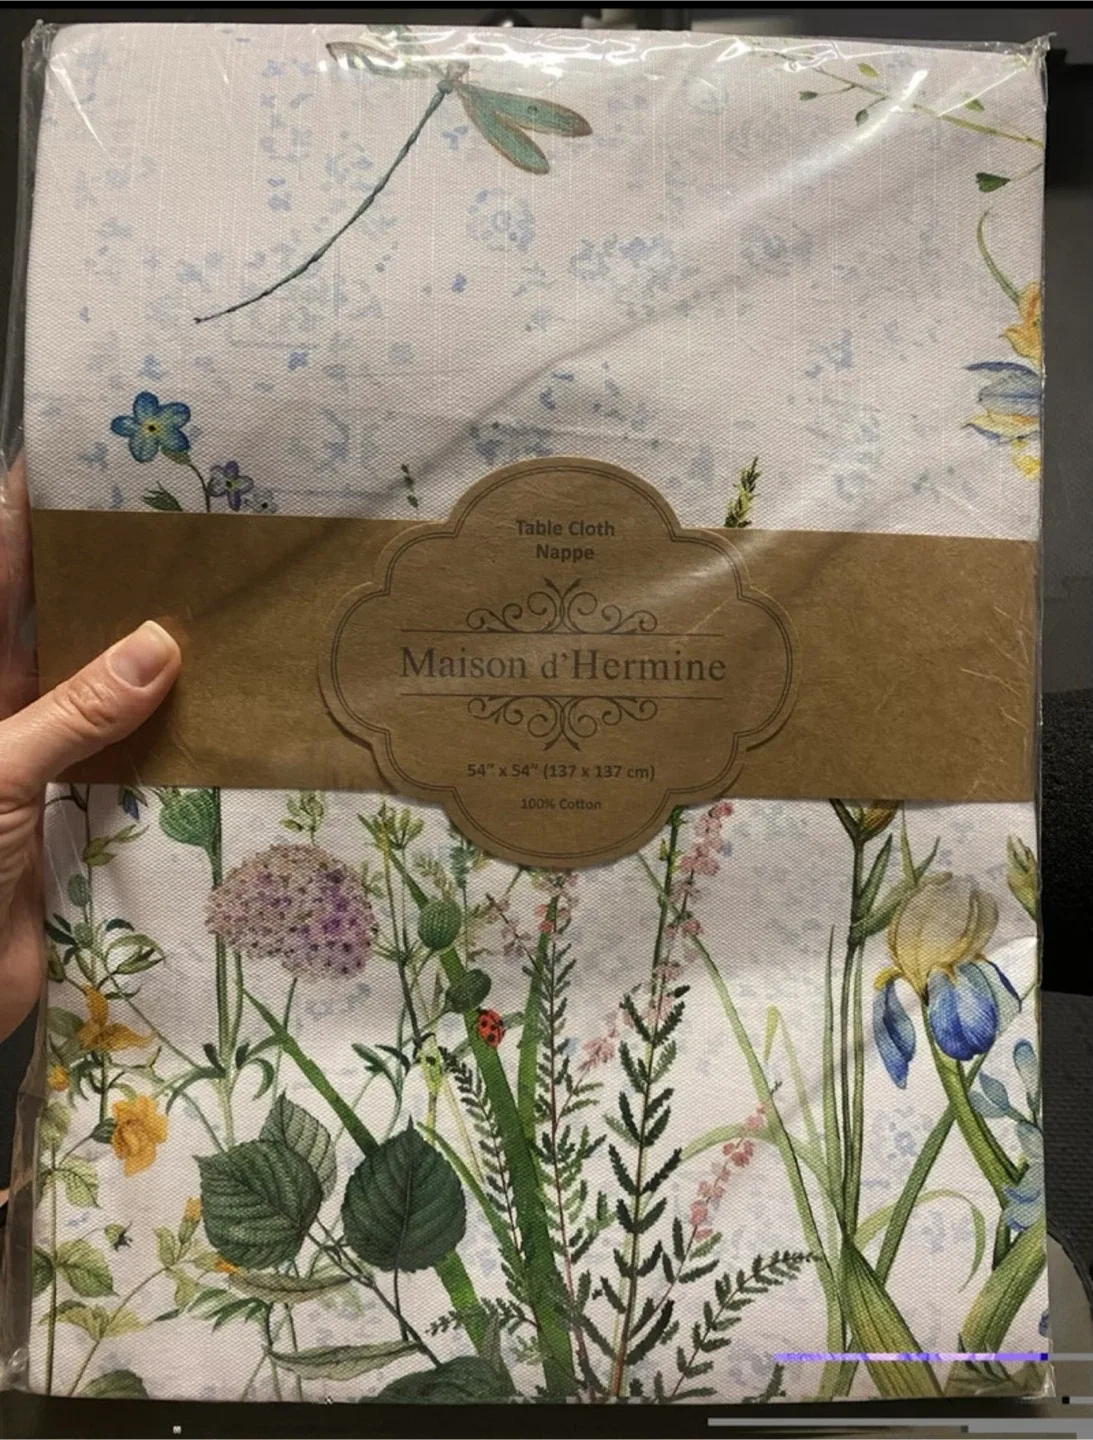 Table Cloth
Nappe
Maison d'Hermine
54" x 54" (137 x 137 cm)
100% Cotton